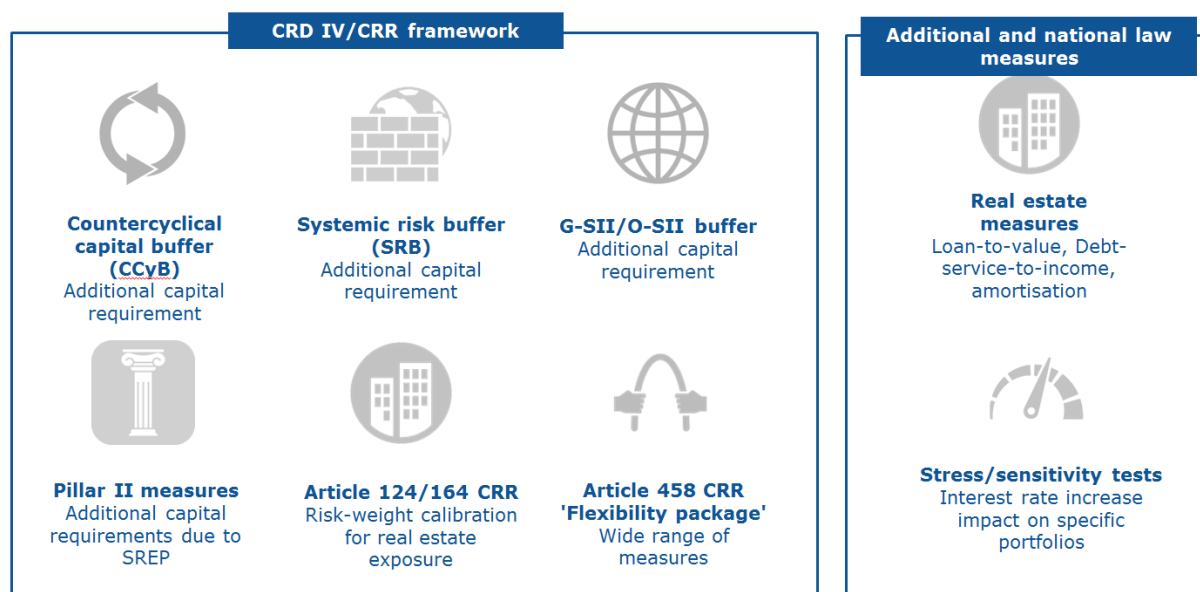 CRD IV/CRR framework
Countercyclical
capital buffer
(CCyB)
Additional capital
requirement
Systemic risk buffer
(SRB)
Additional capital
requirement
G-SII/O-SII buffer
Additional capital
requirement
Pillar II measures
Additional capital
requirements due to
SREP
Article 124/164 CRR
Risk-weight calibration
for real estate
exposure
Article 458 CRR
'Flexibility package'
Wide range of
measures
Additional and national law
measures
Real estate
measures
Loan-to-value, Debt-
service-to-income,
amortisation
Stress/sensitivity tests
Interest rate increase
impact on specific
portfolios